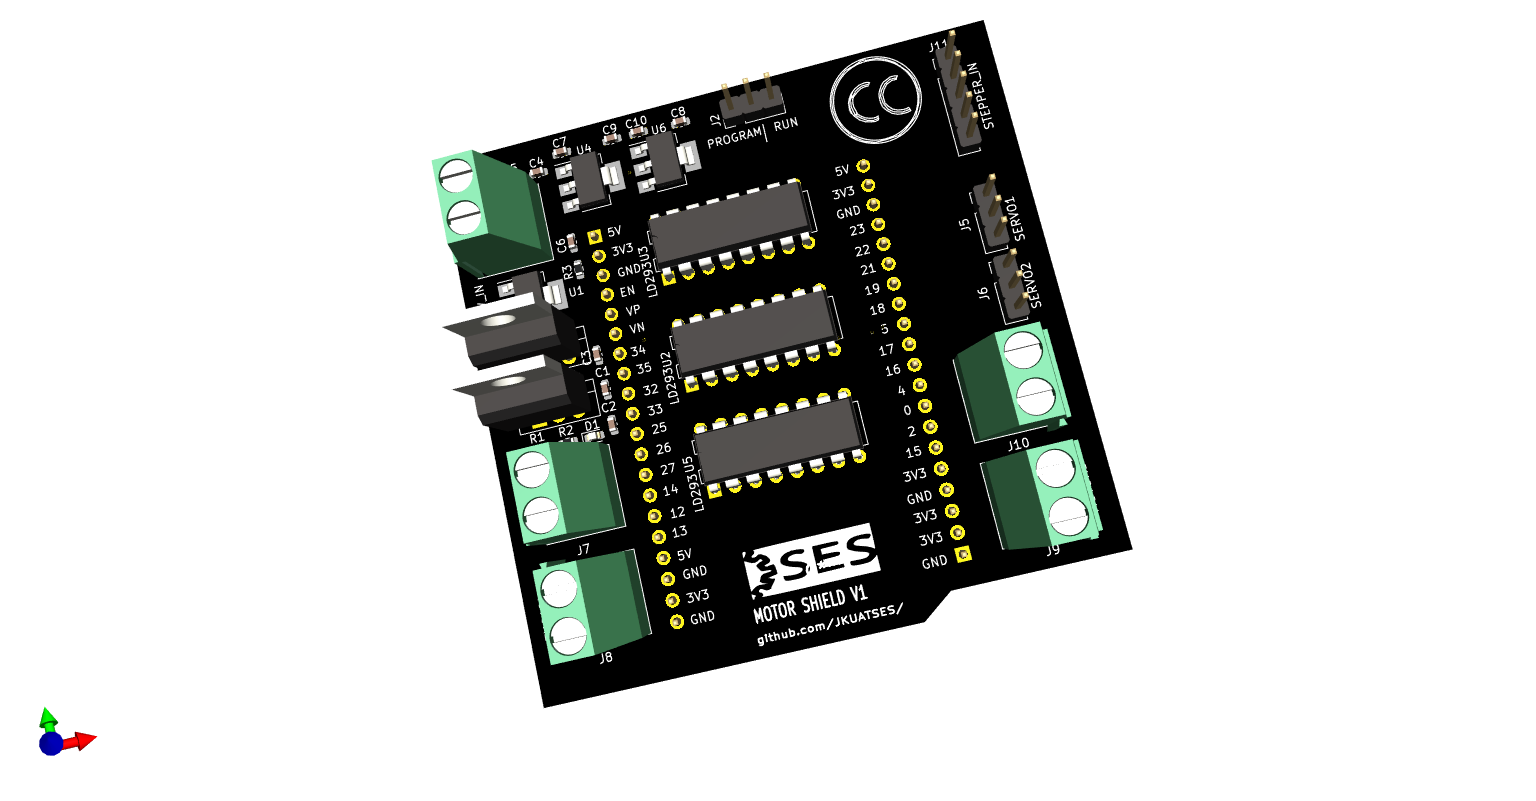 J11
STEPPER_IN
CC
J2
PROGRAM | RUN
C8
C10
C9
U6
C7
U4
C4
5V
3V3
GND
23
22
21
19
18
5
17
16
4
0
2
15
3V3
GND
3V3
3V3
GND
J5
SERVO1
J6
SERVO2
C6
R3
U1
_IN
C3
C1
C2
R1
R2
D1
5V
3V3
GND
EN
VP
VN
34
35
32
33
25
26
27
14
12
13
5V
GND
3V3
GND
LD293U3
LD293U2
LD293U5
J7
J8
J10
J9
SES
MOTOR SHIELD V1
github.com/JKUATSES/